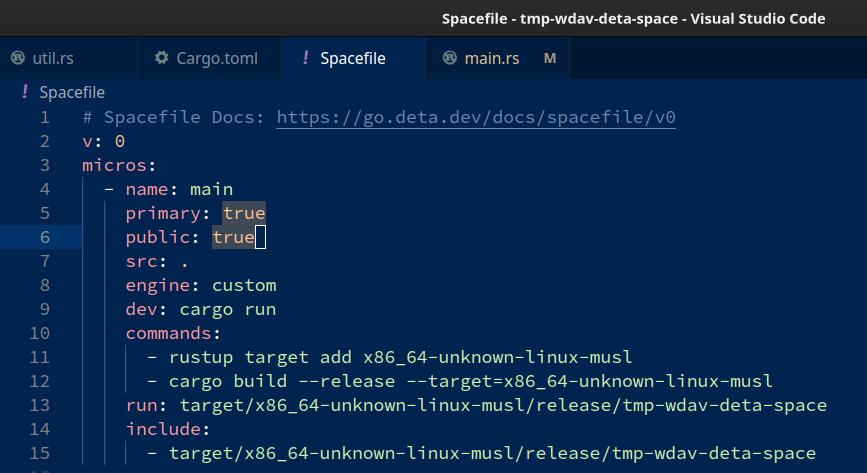 Spacefile - tmp-wdav-deta-space - Visual Studio Code
util.rs Cargo.toml ! Spacefile main.rs M
! Spacefile
1 # Spacefile Docs: https://go.deta.dev/docs/spacefile/v0
2 v: 0
3 micros:
4 - name: main
5 primary: true
6 public: true
7 src: .
8 engine: custom
9 dev: cargo run
10 commands:
11 - rustup target add x86_64-unknown-linux-musl
12 - cargo build --release --target=x86_64-unknown-linux-musl
13 run: target/x86_64-unknown-linux-musl/release/tmp-wdav-deta-space
14 include:
15 - target/x86_64-unknown-linux-musl/release/tmp-wdav-deta-space